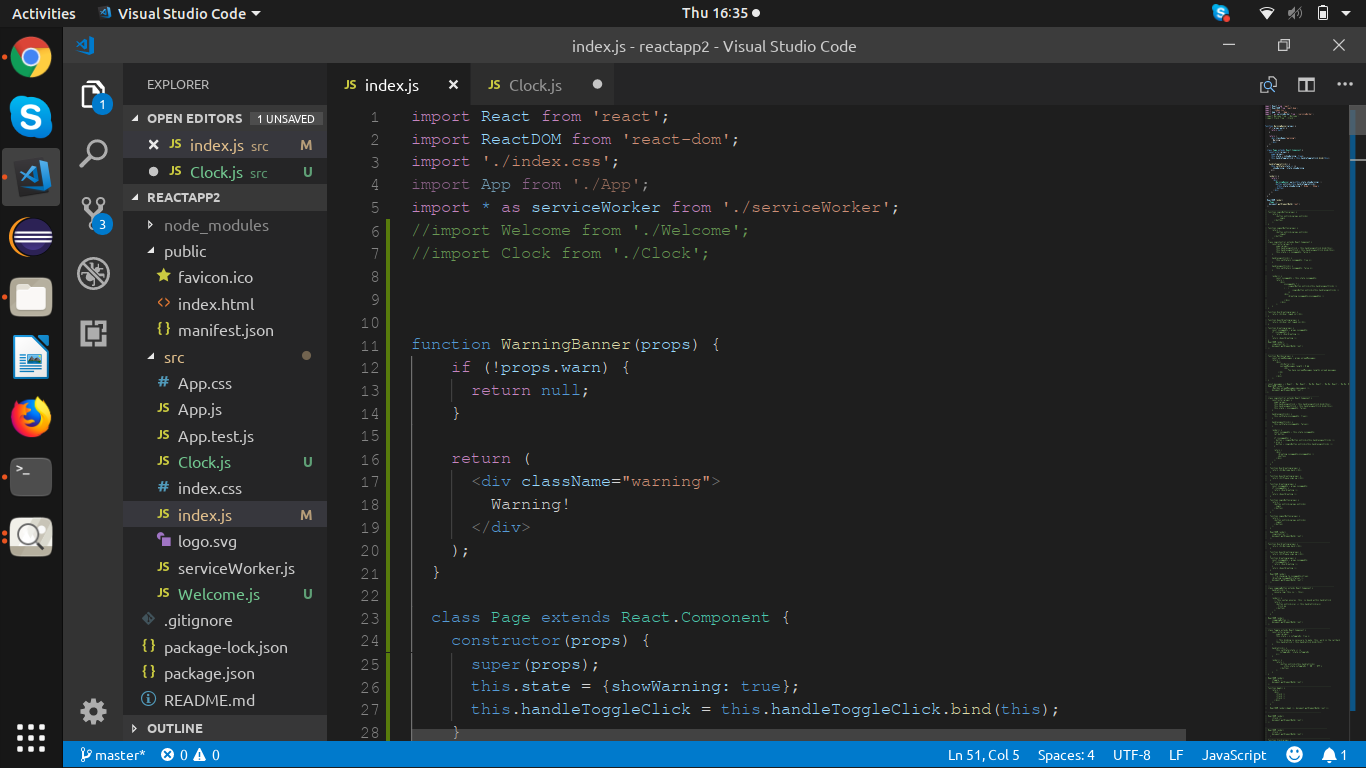 Activities Visual Studio Code Thu 16:35
index.js - reactapp2 - Visual Studio Code
EXPLORER
OPEN EDITORS 1 UNSAVED
JS index.js src M
JS Clock.js src U
REACTAPP2
node_modules
public
favicon.ico
<> index.html
{} manifest.json
src
# App.css
JS App.js
JS App.test.js
JS Clock.js U
# index.css
JS index.js M
logo.svg
JS serviceWorker.js
JS Welcome.js U
.gitignore
{} package-lock.json
{} package.json
README.md
OUTLINE
1
3
JS index.js JS Clock.js
1 import React from 'react';
2 import ReactDOM from 'react-dom';
3 import './index.css';
4 import App from './App';
5 import * as serviceWorker from './serviceWorker';
6 //import Welcome from './Welcome';
7 //import Clock from './Clock';
8
9
10
11 function WarningBanner(props) {
12 if (!props.warn) {
13 return null;
14 }
15
16 return (
17 <div className="warning">
18 Warning!
19 </div>
20 );
21 }
22
23 class Page extends React.Component {
24 constructor(props) {
25 super(props);
26 this.state = {showWarning: true};
27 this.handleToggleClick = this.handleToggleClick.bind(this);
28 }
master* 0 0 Ln 51, Col 5 Spaces: 4 UTF-8 LF JavaScript 1